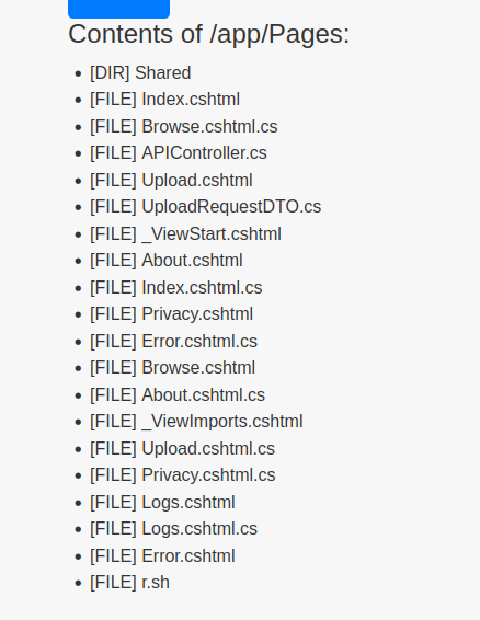 Contents of /app/Pages:
[DIR] Shared
[FILE] Index.cshtml
[FILE] Browse.cshtml.cs
[FILE] APIController.cs
[FILE] Upload.cshtml
[FILE] UploadRequestDTO.cs
[FILE] _ViewStart.cshtml
[FILE] About.cshtml
[FILE] Index.cshtml.cs
[FILE] Privacy.cshtml
[FILE] Error.cshtml.cs
[FILE] Browse.cshtml
[FILE] About.cshtml.cs
[FILE] _ViewImports.cshtml
[FILE] Upload.cshtml.cs
[FILE] Privacy.cshtml.cs
[FILE] Logs.cshtml
[FILE] Logs.cshtml.cs
[FILE] Error.cshtml
[FILE] r.sh